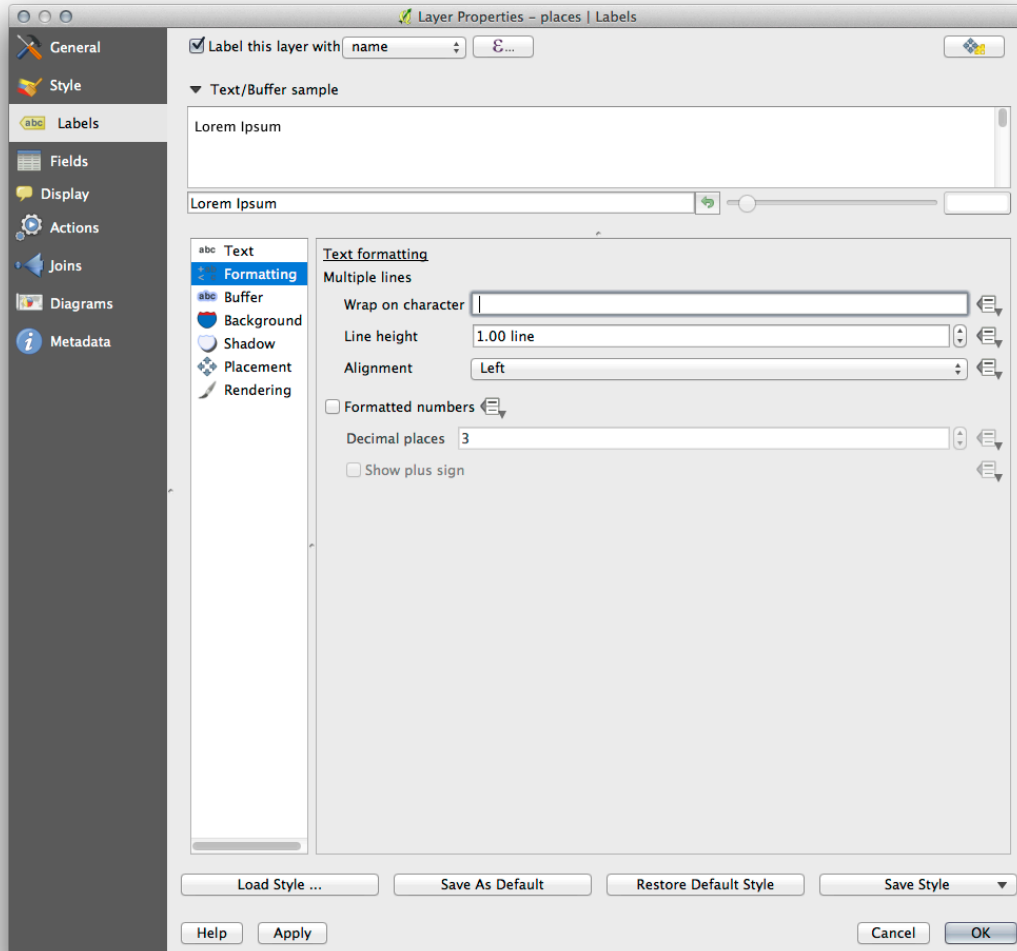 Layer Properties – places | Labels
General
Style
abc Labels
Fields
Display
Actions
Joins
Diagrams
Metadata
Label this layer with name ε...
Text/Buffer sample
Lorem Ipsum
Lorem Ipsum
abc Text
Formatting
abc Buffer
Background
Shadow
Placement
Rendering
Text formatting
Multiple lines
Wrap on character
Line height 1.00 line
Alignment Left
Formatted numbers
Decimal places 3
Show plus sign
Load Style ... Save As Default Restore Default Style Save Style
Help Apply Cancel OK